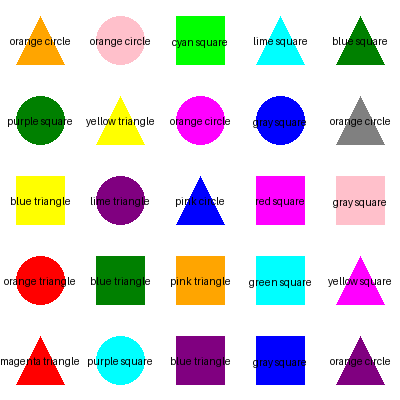 orange circle orange circle cyan square lime square blue square
purple square yellow triangle orange circle gray square orange circle
blue triangle lime triangle pink circle red square gray square
orange triangle blue triangle pink triangle green square yellow square
magenta triangle purple square blue triangle gray square orange circle